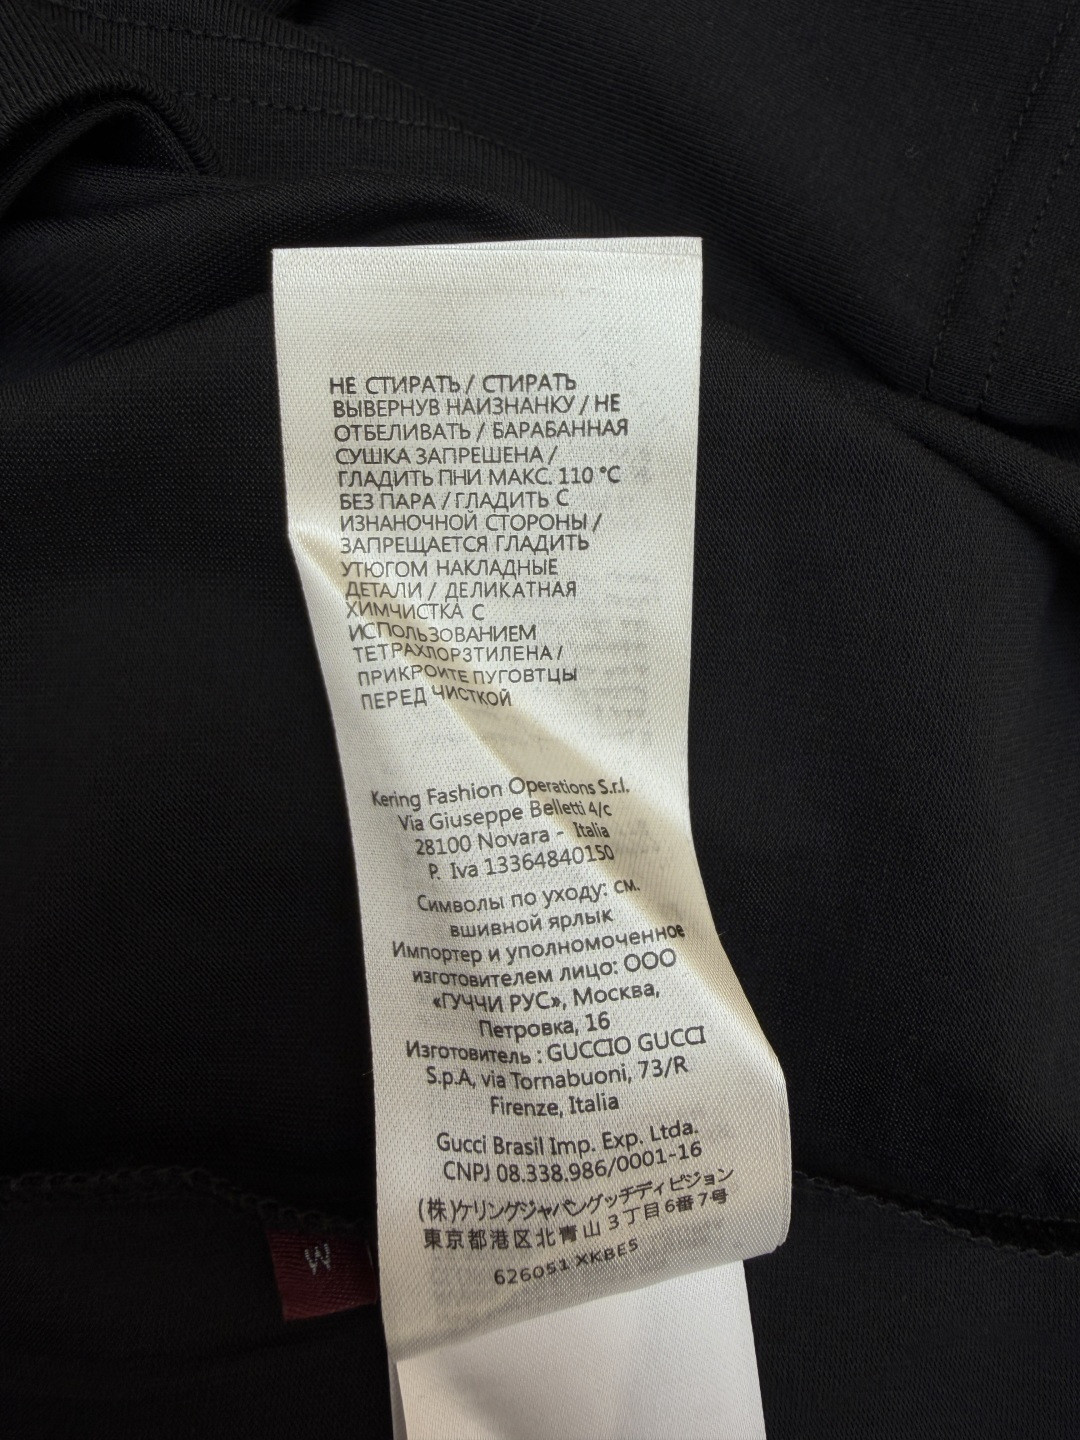 НЕ СТИРАТЬ / СТИРАТЬ
ВЫВЕРНУВ НАИЗНАНКУ / НЕ
ОТБЕЛИВАТЬ / БАРАБАННАЯ
СУШКА ЗАПРЕШЕНА /
ГЛАДИТЬ ПНИ МАКС. 110 °C
БЕЗ ПАРА / ГЛАДИТЬ С
ИЗНАНОЧНОЙ СТОРОНЫ /
ЗАПРЕЩАЕТСЯ ГЛАДИТЬ
УТЮГОМ НАКЛАДНЫЕ
ДЕТАЛИ / ДЕЛИКАТНАЯ
ХИМЧИСТКА С
ИСПОЛЬЗОВАНИЕМ
ТЕТРАХЛОРЗТИЛЕНА /
ПРИКРОИТЕ ПУГОВТЦЫ
ПЕРЕД ЧИСТКОЙ
Kering Fashion Operations S.r.l.
Via Giuseppe Belletti 4/c
28100 Novara - Italia
P. Iva 13364840150
Символы по уходу: см.
вшивной ярлык
Импортер и уполномоченное
изготовителем лицо: ООО
«ГУЧЧИ РУС», Москва,
Петровка, 16
Изготовитель : GUCCIO GUCCI
S.p.A, via Tornabuoni, 73/R
Firenze, Italia
Gucci Brasil Imp. Exp. Ltda.
CNPJ 08.338.986/0001-16
(株)ケリングジャパングッチディビジョン
東京都港区北青山 3丁目6番7号
626051 XKBE5
M